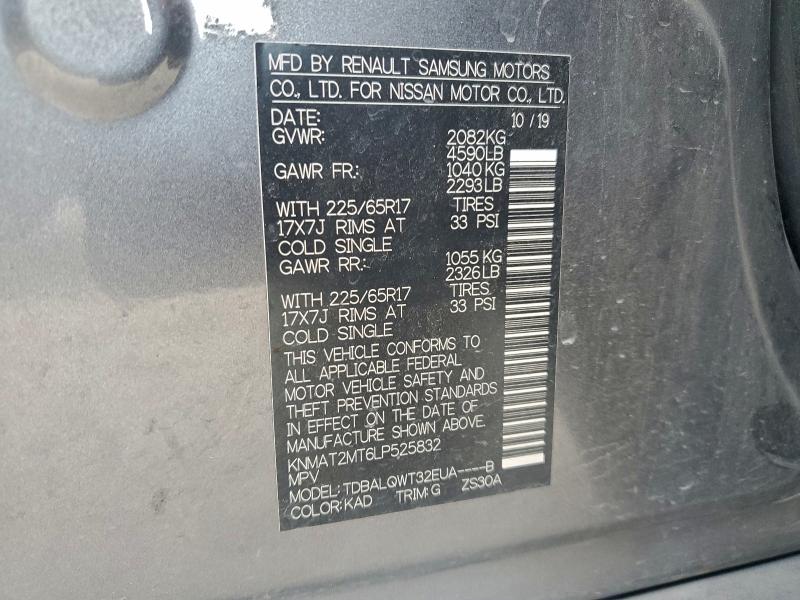 MFD BY RENAULT SAMSUNG MOTORS
CO., LTD. FOR NISSAN MOTOR CO., LTD.
DATE: 10 / 19
GVWR: 2082KG
4590LB
GAWR FR.: 1040 KG
2293 LB
WITH 225/65R17 TIRES
17X7J RIMS AT 33 PSI
COLD SINGLE
GAWR RR.: 1055 KG
2326 LB
WITH 225/65R17 TIRES
17X7J RIMS AT 33 PSI
COLD SINGLE
THIS VEHICLE CONFORMS TO
ALL APPLICABLE FEDERAL
MOTOR VEHICLE SAFETY AND
THEFT PREVENTION STANDARDS
IN EFFECT ON THE DATE OF
MANUFACTURE SHOWN ABOVE.
KNMAT2MT6LP525832
MPV
MODEL: TDBALQWT32EUA----B
COLOR: KAD TRIM: G ZS30A